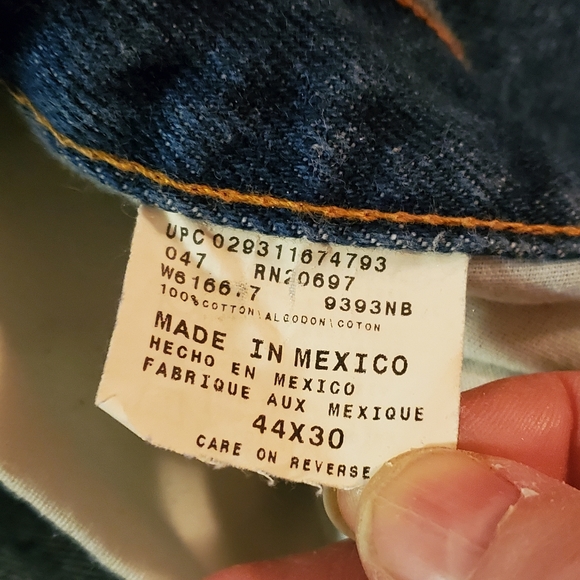 UPC 029311674793
047 RN20697
W6166.7 9393NB
100%COTTON\ALGODON\COTON
MADE IN MEXICO
HECHO EN MEXICO
FABRIQUE AUX MEXIQUE
44X30
CARE ON REVERSE